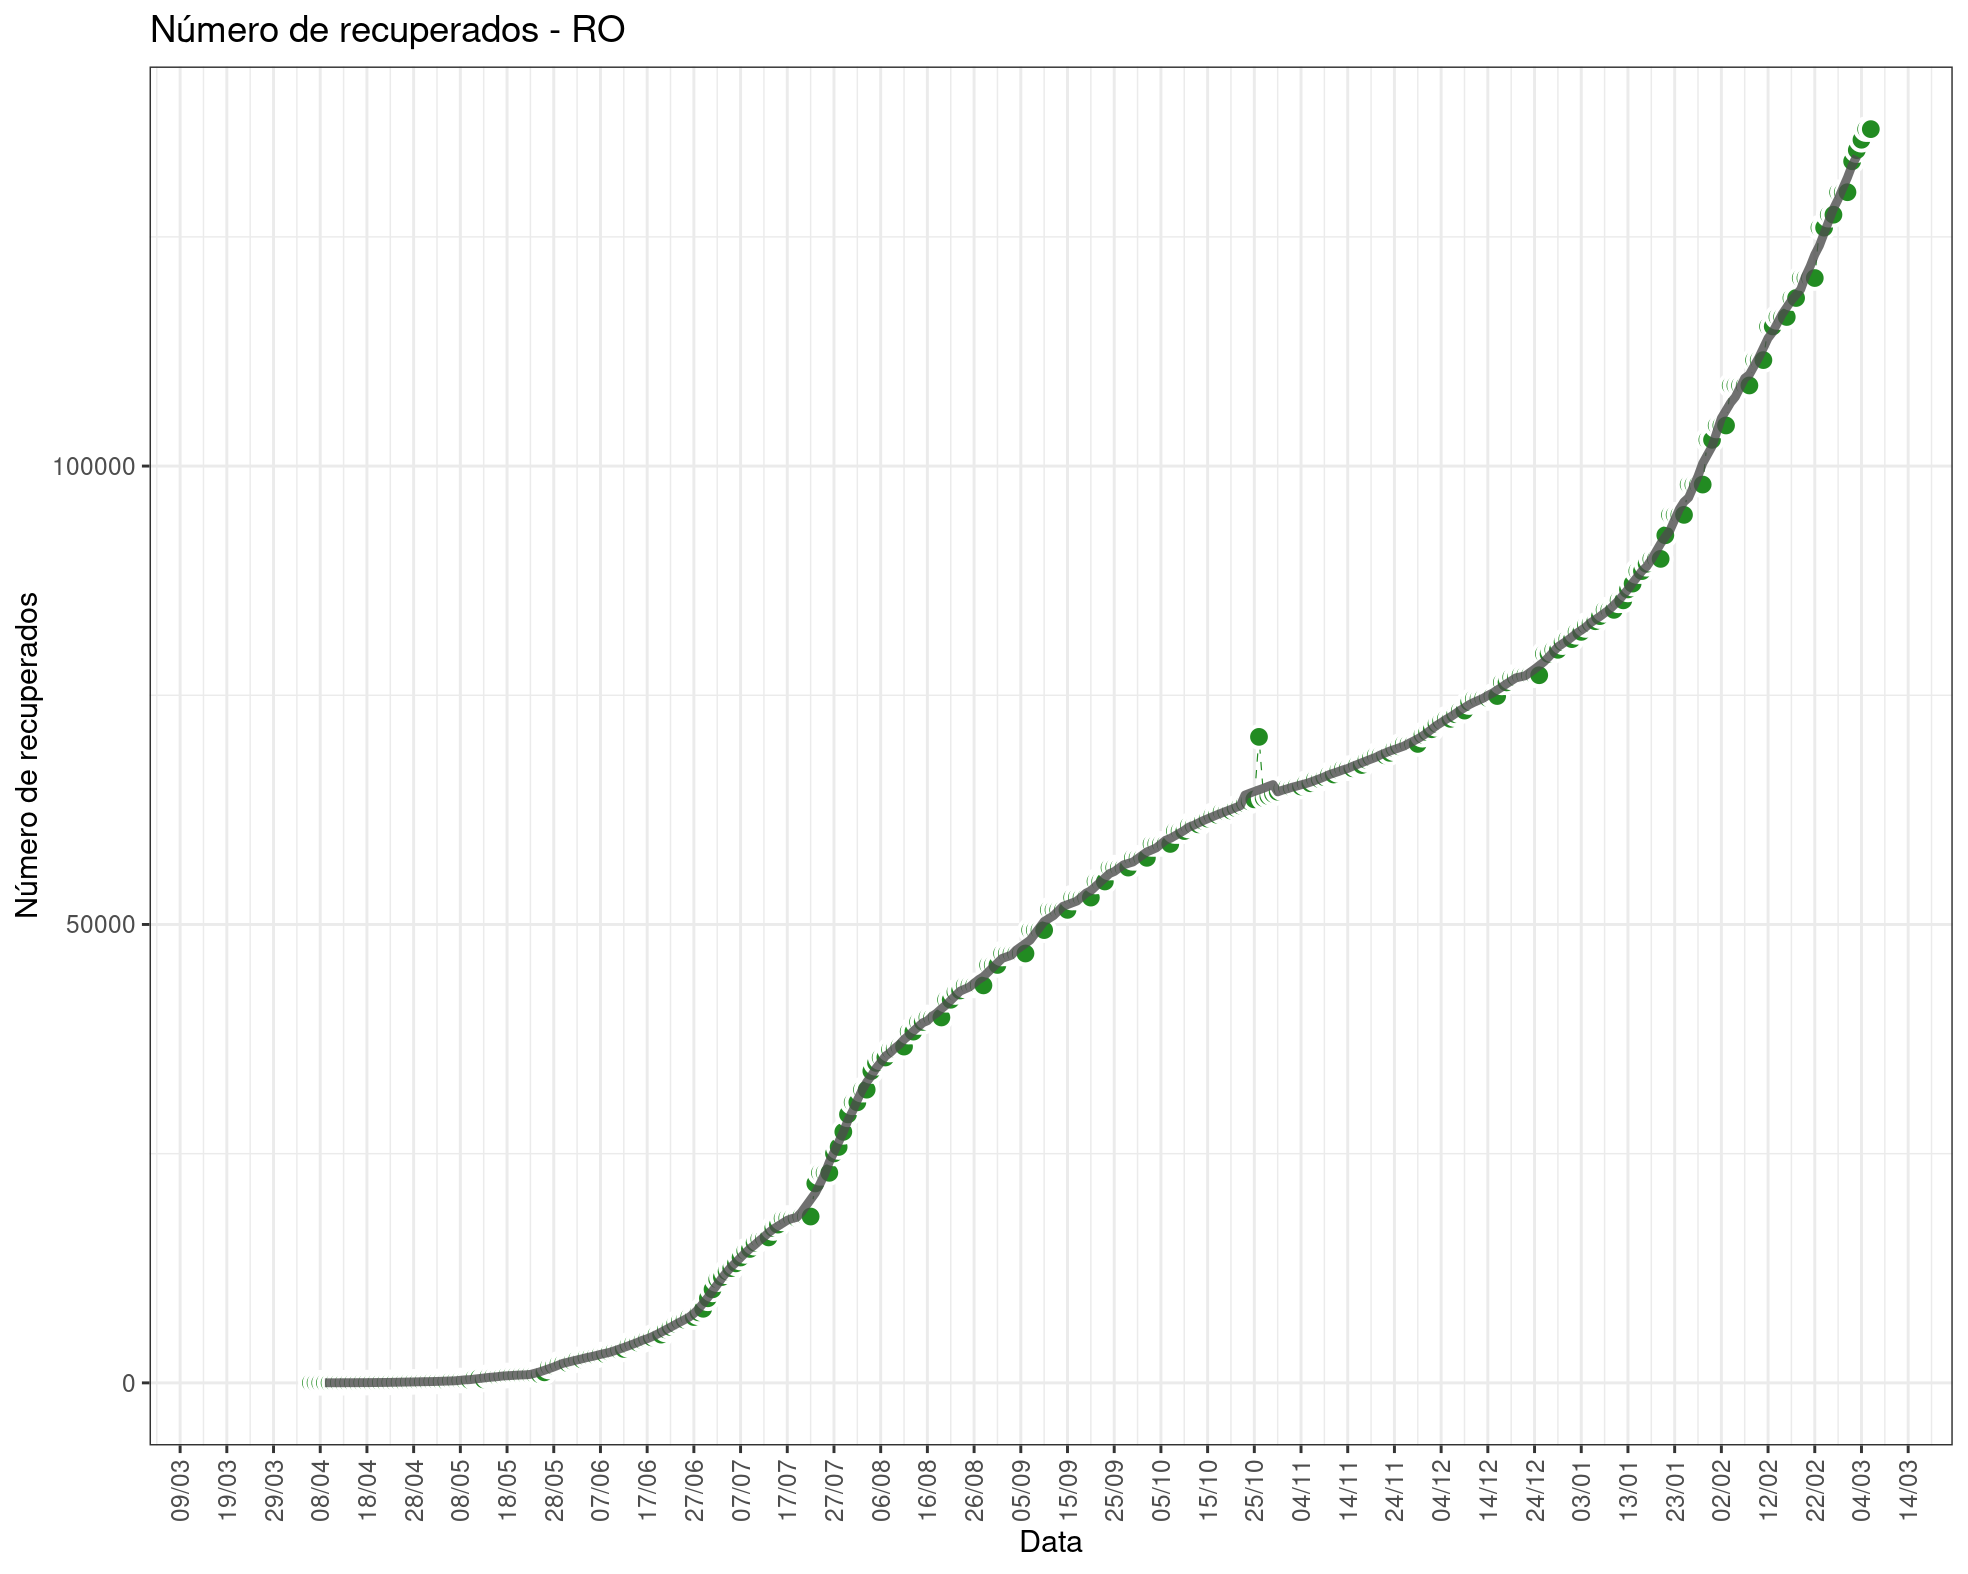 Número de recuperados - RO
Número de recuperados
100000
50000
0
09/03 19/03 29/03 08/04 18/04 28/04 08/05 18/05 28/05 07/06 17/06 27/06 07/07 17/07 27/07 06/08 16/08 26/08 05/09 15/09 25/09 05/10 15/10 25/10 04/11 14/11 24/11 04/12 14/12 24/12 03/01 13/01 23/01 02/02 12/02 22/02 04/03 14/03
Data